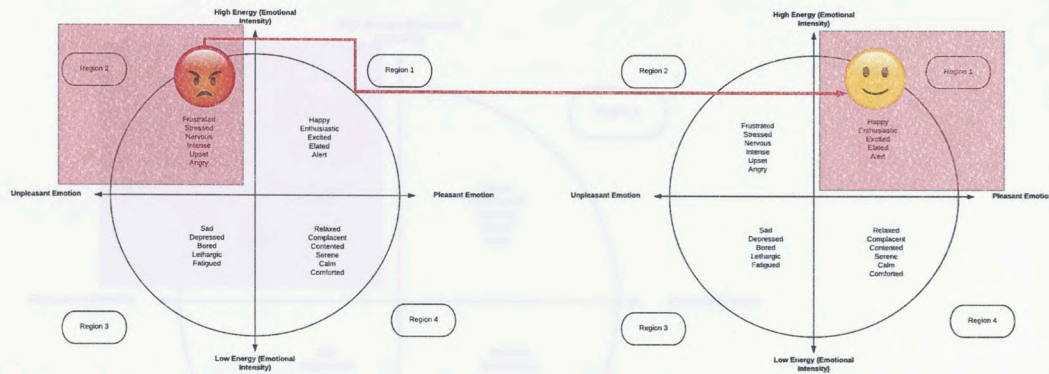 High Energy (Emotional
Intensity)
Region 2
Region 1
Frustrated
Stressed
Nervous
Intense
Upset
Angry
Happy
Enthusiastic
Excited
Elated
Alert
Unpleasant Emotion
Pleasant Emotion
Sad
Depressed
Bored
Lethargic
Fatigued
Relaxed
Complacent
Contented
Serene
Calm
Comforted
Region 3
Region 4
Low Energy (Emotional
Intensity)
High Energy (Emotional
Intensity)
Region 2
Region 1
Frustrated
Stressed
Nervous
Intense
Upset
Angry
Happy
Enthusiastic
Excited
Elated
Alert
Unpleasant Emotion
Pleasant Emotion
Sad
Depressed
Bored
Lethargic
Fatigued
Relaxed
Complacent
Contented
Serene
Calm
Comforted
Region 3
Region 4
Low Energy (Emotional
Intensity)